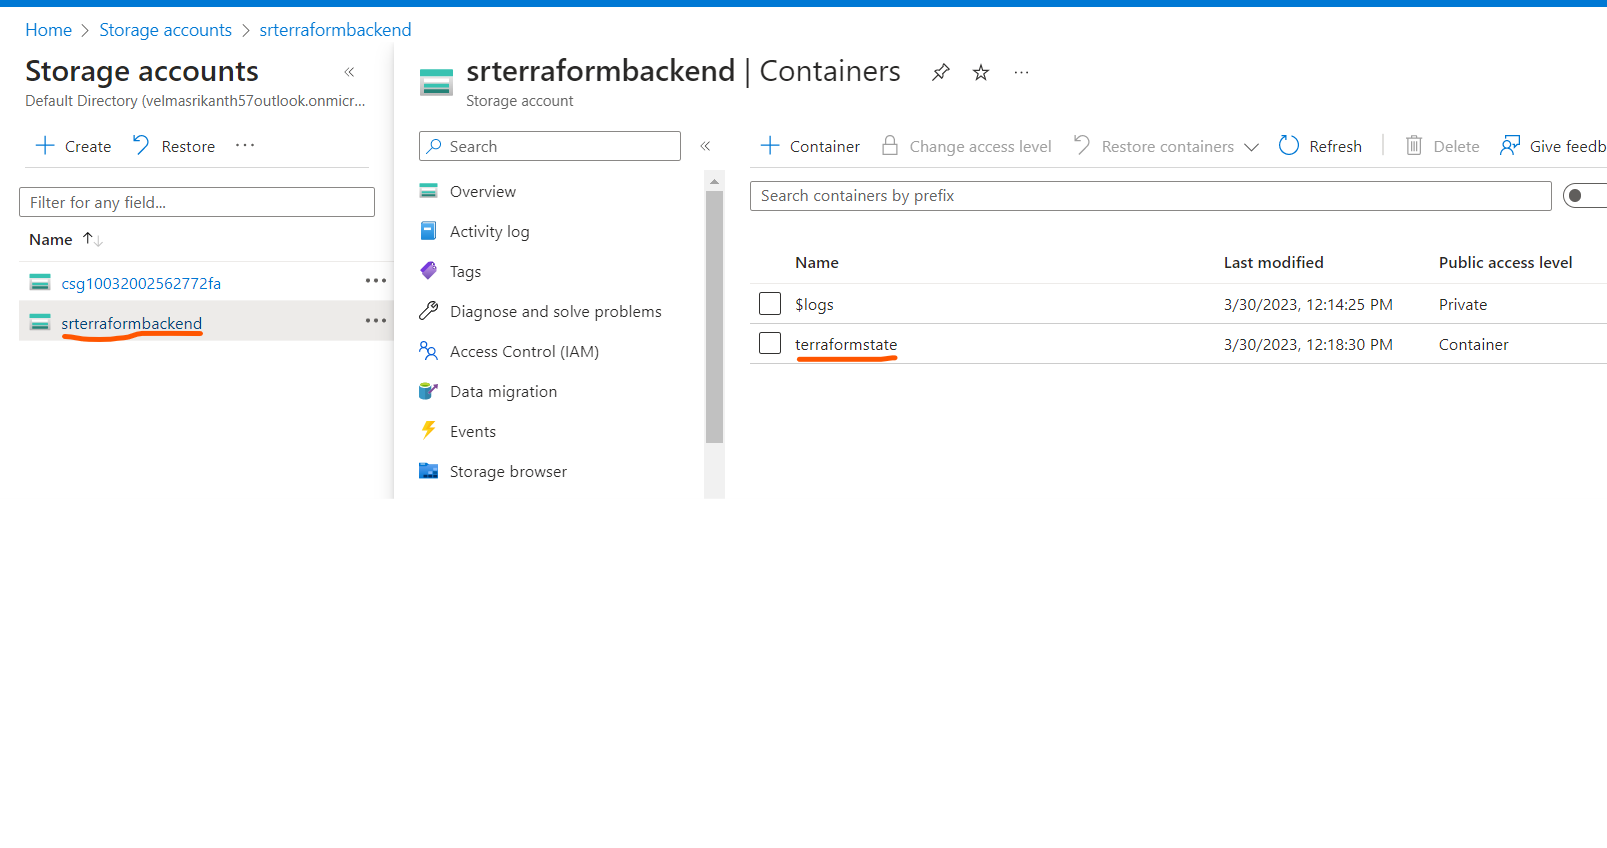 Home > Storage accounts > srterraformbackend
Storage accounts
Default Directory (velmasrikanth57outlook.onmicr...
Create Restore ...
Filter for any field...
Name
csg10032002562772fa
srterraformbackend
srterraformbackend | Containers
Storage account
Search
Overview
Activity log
Tags
Diagnose and solve problems
Access Control (IAM)
Data migration
Events
Storage browser
Container Change access level Restore containers Refresh Delete Give feedb
Search containers by prefix
Name Last modified Public access level
$logs 3/30/2023, 12:14:25 PM Private
terraformstate 3/30/2023, 12:18:30 PM Container